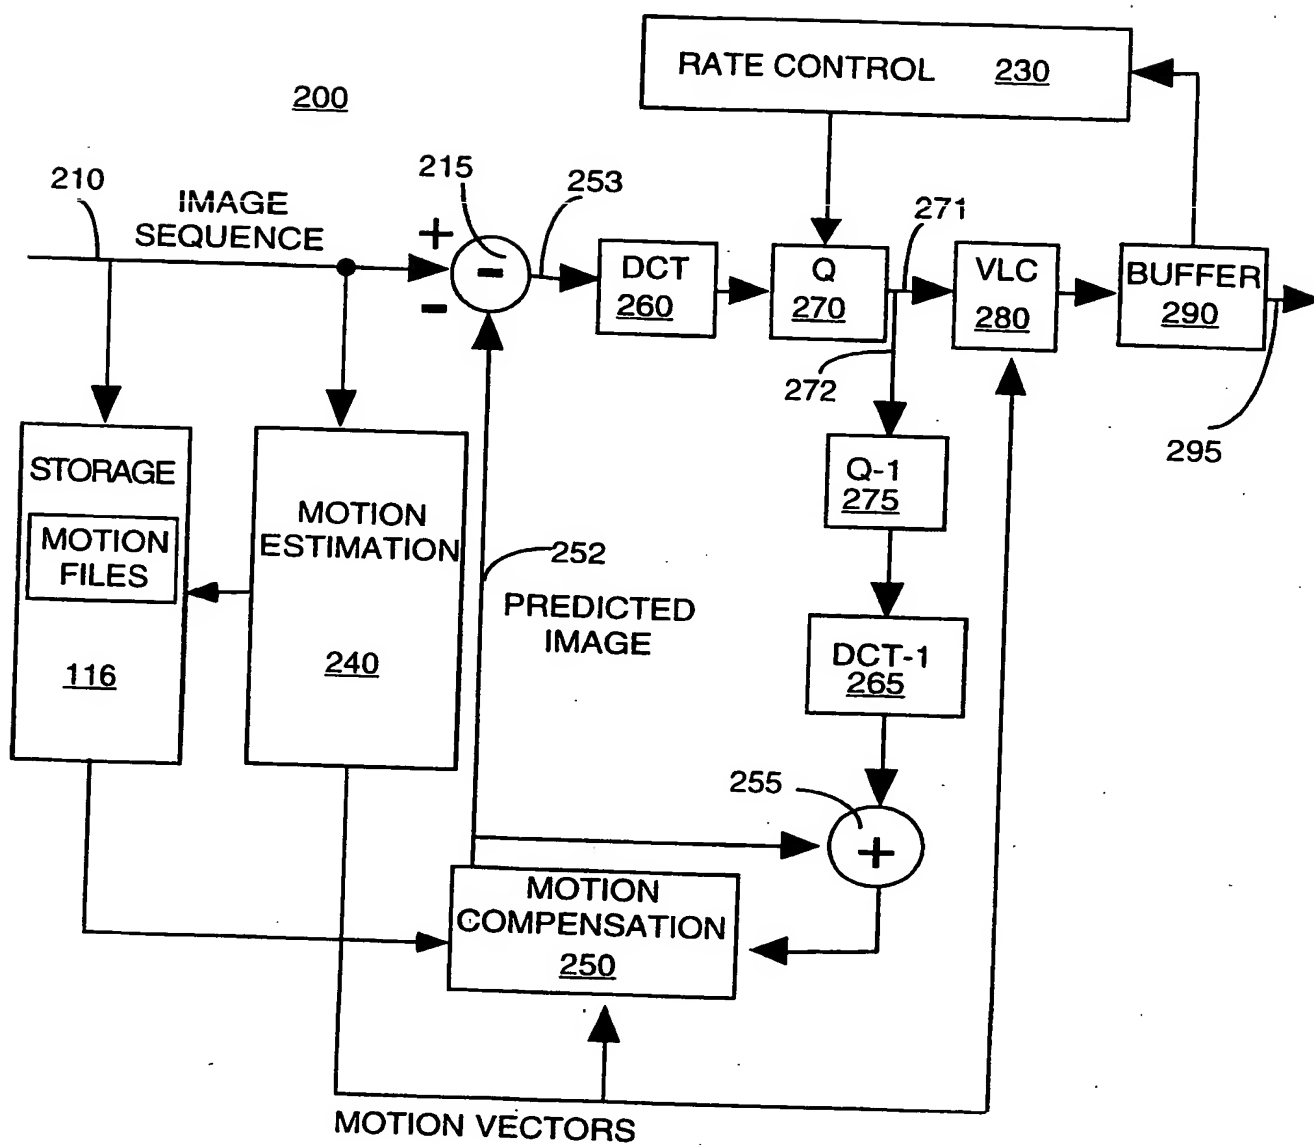 RATE CONTROL 230
200
210
IMAGE
SEQUENCE
215
253
+
-
-
DCT
260
Q
270
271
VLC
280
BUFFER
290
272
295
STORAGE
MOTION
FILES
116
MOTION
ESTIMATION
240
252
PREDICTED
IMAGE
Q-1
275
DCT-1
265
255
+
MOTION
COMPENSATION
250
MOTION VECTORS